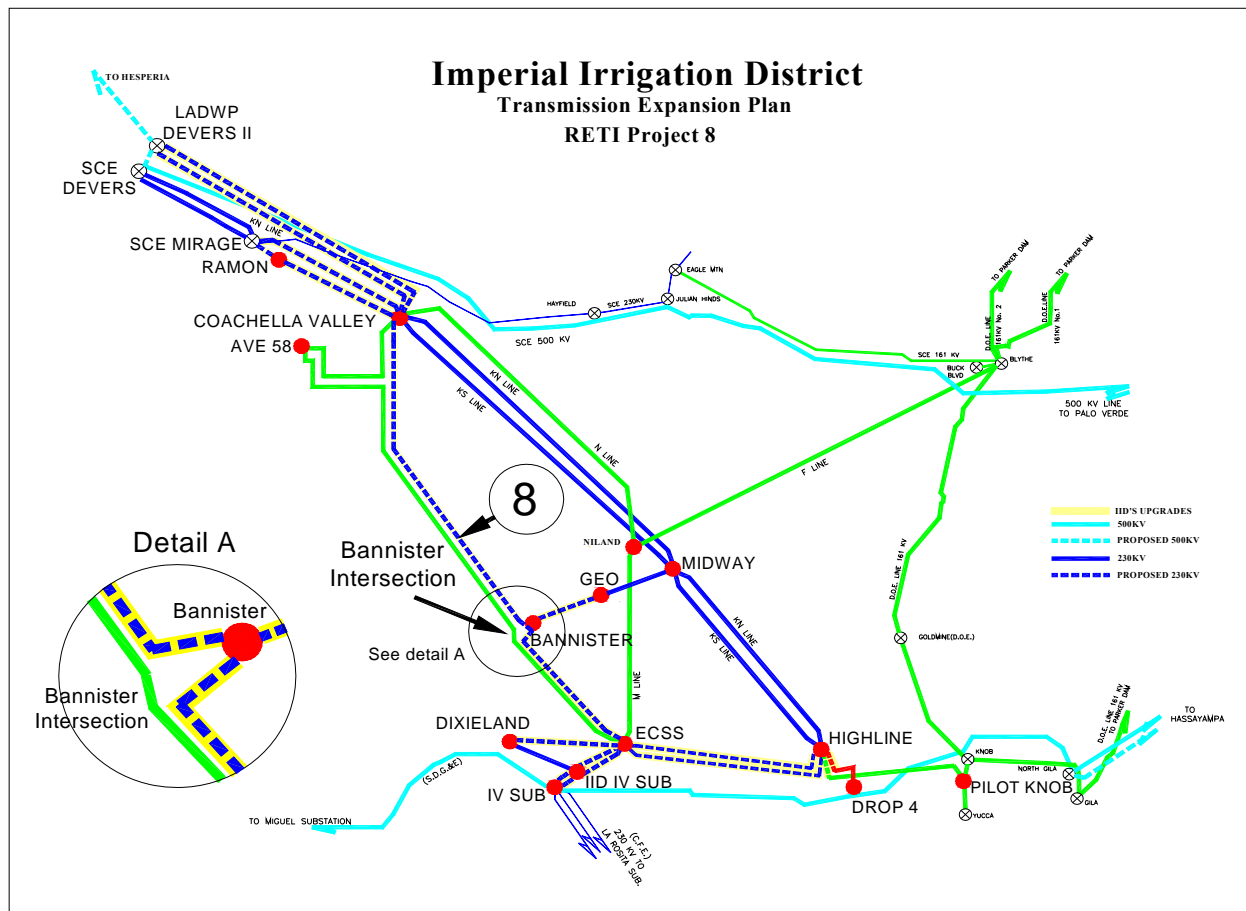 Imperial Irrigation District
Transmission Expansion Plan
RETI Project 8
TO HESPERIA
LADWP
DEVERS II
SCE
DEVERS
KN LINE
SCE MIRAGE
RAMON
COACHELLA VALLEY
AVE 58
EAGLE MTN
HAYFIELD
SCE 230KV
JULIAN HINDS
SCE 500 KV
TO PARKER DAM
TO PARKER DAM
D.O.E. LINE
161KV No. 2
D.O.E.LINE
161KV No.1
SCE 161 KV
BUCK
BLVD
BLYTHE
500 KV LINE
TO PALO VERDE
KN LINE
KS LINE
N LINE
F LINE
8
Bannister
Intersection
NILAND
MIDWAY
GEO
BANNISTER
See detail A
KN LINE
KS LINE
M LINE
D.O.E. LINE 161 KV
GOLDMINE(D.O.E.)
IID'S UPGRADES
500KV
PROPOSED 500KV
230KV
PROPOSED 230KV
Detail A
Bannister
Bannister
Intersection
DIXIELAND
ECSS
HIGHLINE
IID IV SUB
IV SUB
DROP 4
KNOB
NORTH GILA
PILOT KNOB
GILA
YUCCA
D.O.E. LINE 161 KV
TO PARKER DAM
TO
HASSAYAMPA
(S.D.G.&E)
TO MIGUEL SUBSTATION
(C.F.E.)
230 KV TO
LA ROSITA SUB.